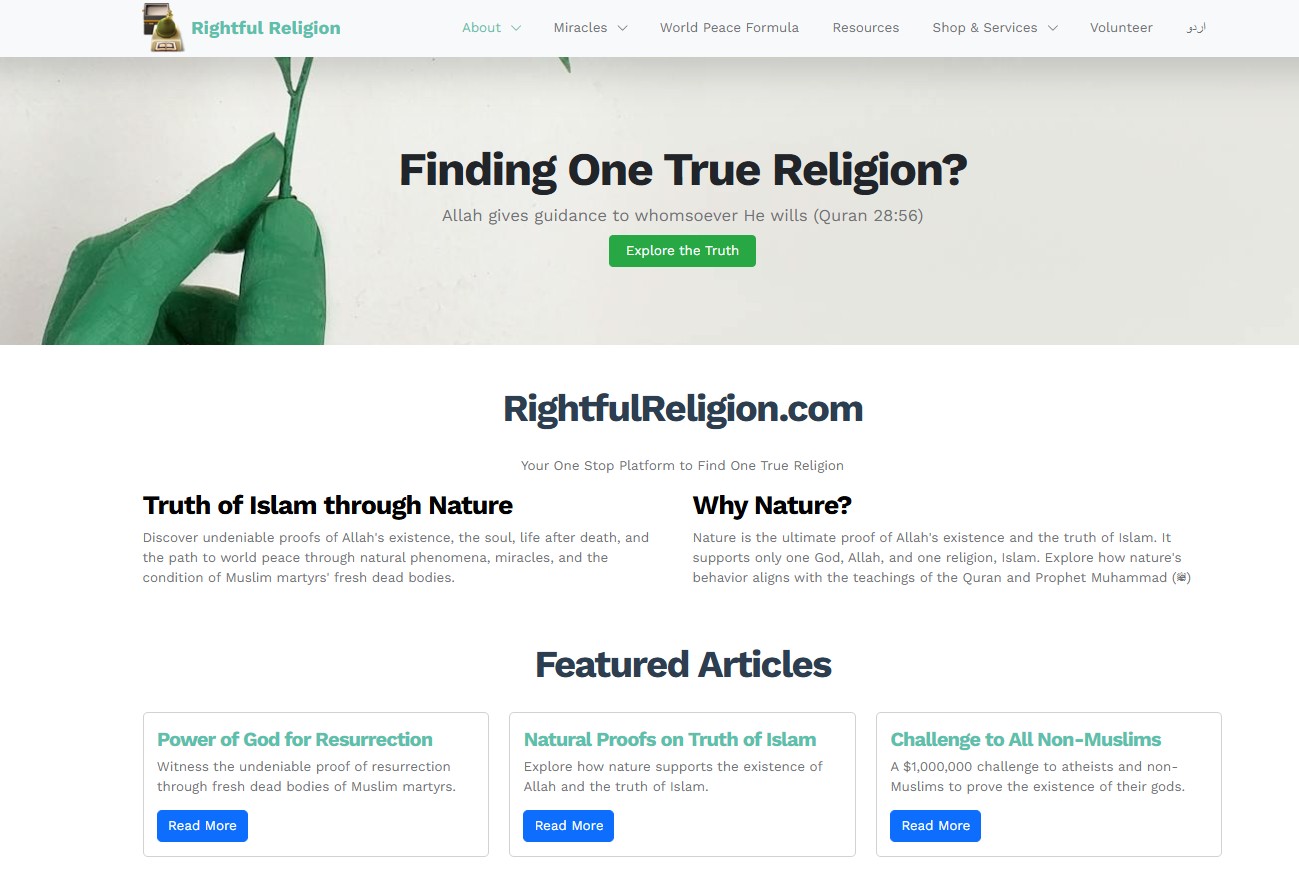 Rightful Religion
About Miracles World Peace Formula Resources Shop & Services Volunteer اردو
Finding One True Religion?
Allah gives guidance to whomsoever He wills (Quran 28:56)
Explore the Truth
RightfulReligion.com
Your One Stop Platform to Find One True Religion
Truth of Islam through Nature
Discover undeniable proofs of Allah's existence, the soul, life after death, and
the path to world peace through natural phenomena, miracles, and the
condition of Muslim martyrs' fresh dead bodies.
Why Nature?
Nature is the ultimate proof of Allah's existence and the truth of Islam. It
supports only one God, Allah, and one religion, Islam. Explore how nature's
behavior aligns with the teachings of the Quran and Prophet Muhammad (ﷺ)
Featured Articles
Power of God for Resurrection
Witness the undeniable proof of resurrection
through fresh dead bodies of Muslim martyrs.
Read More
Natural Proofs on Truth of Islam
Explore how nature supports the existence of
Allah and the truth of Islam.
Read More
Challenge to All Non-Muslims
A $1,000,000 challenge to atheists and non-
Muslims to prove the existence of their gods.
Read More